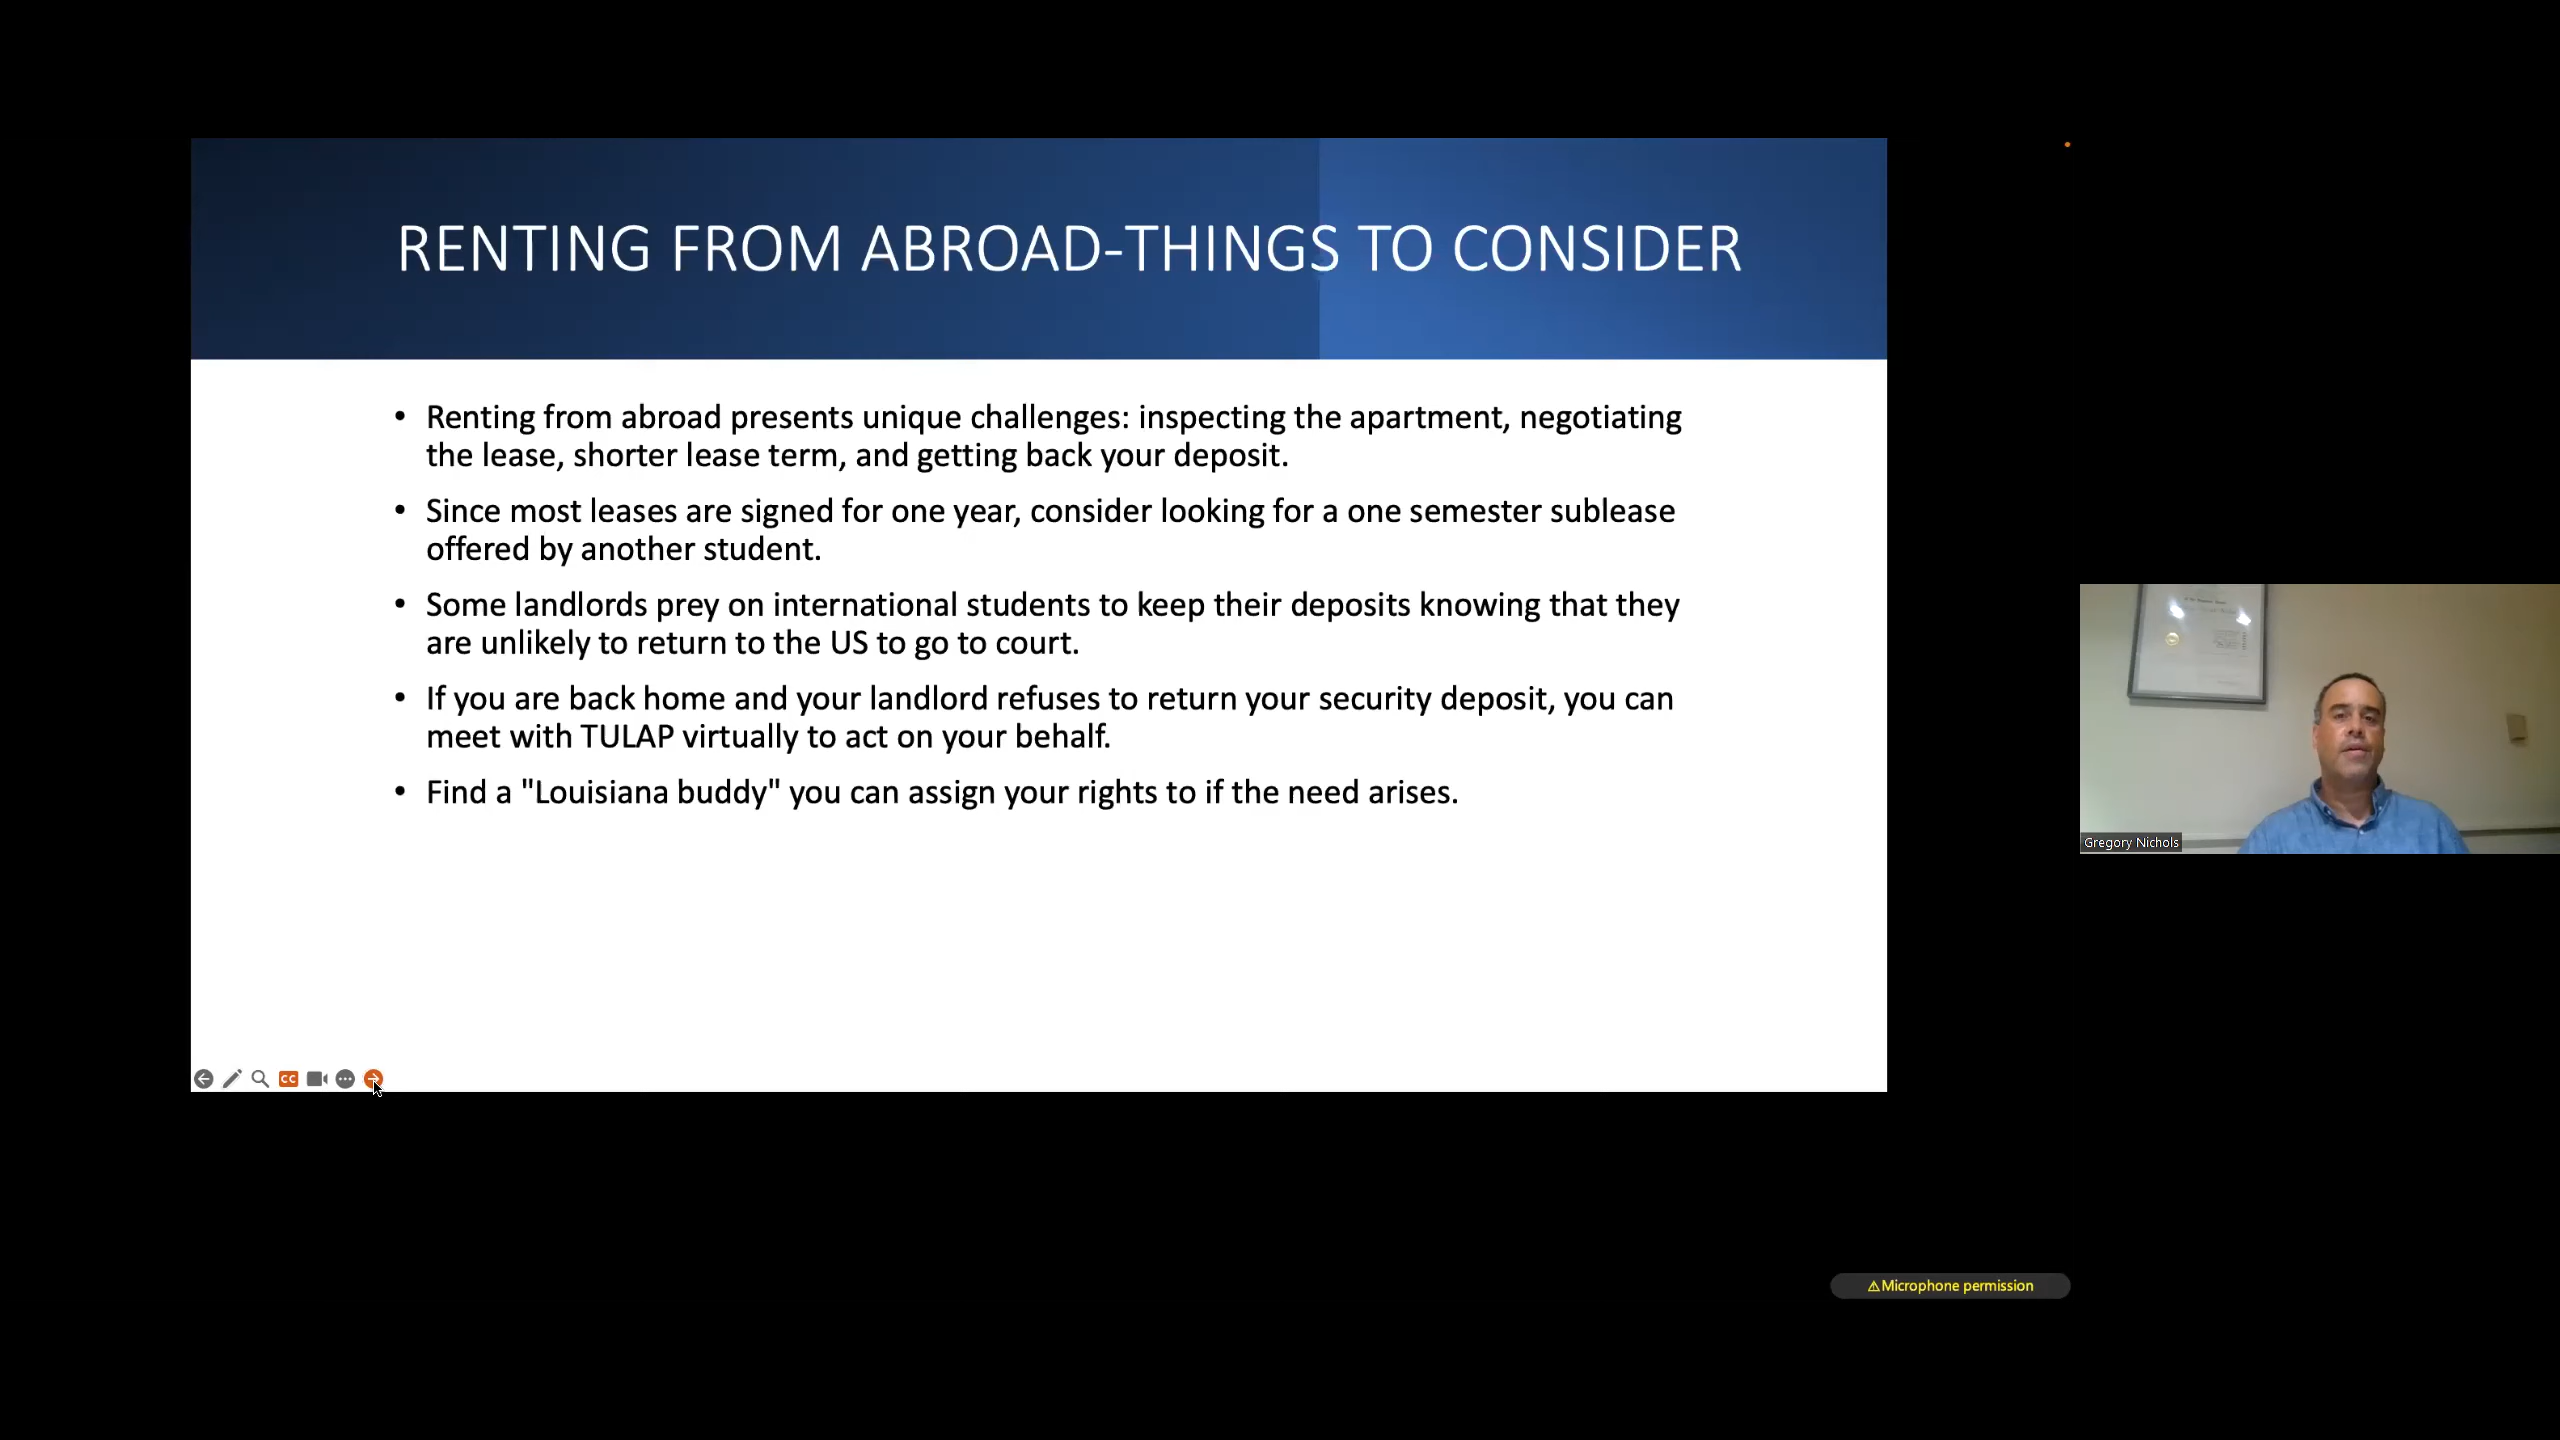 RENTING FROM ABROAD-THINGS TO CONSIDER
• Renting from abroad presents unique challenges: inspecting the apartment, negotiating
the lease, shorter lease term, and getting back your deposit.
• Since most leases are signed for one year, consider looking for a one semester sublease
offered by another student.
• Some landlords prey on international students to keep their deposits knowing that they
are unlikely to return to the US to go to court.
• If you are back home and your landlord refuses to return your security deposit, you can
meet with TULAP virtually to act on your behalf.
• Find a "Louisiana buddy" you can assign your rights to if the need arises.
CC
Gregory Nichols
⚠Microphone permission